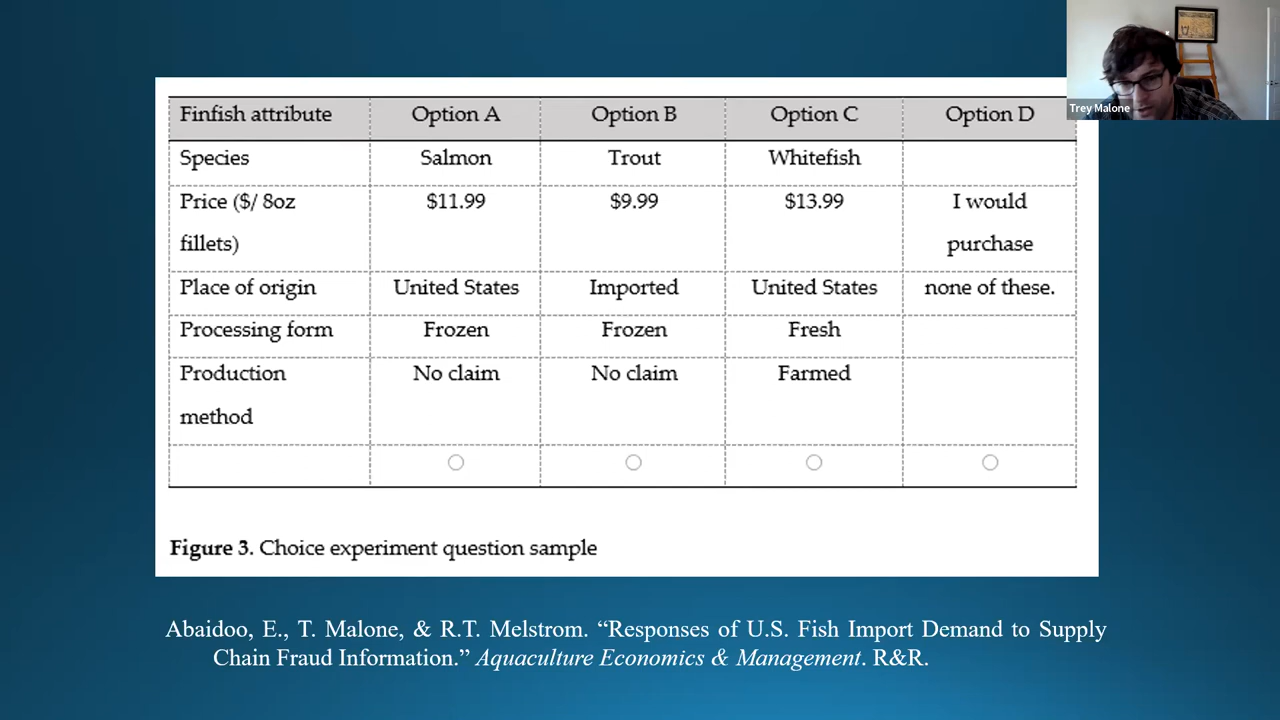 Trey Malone
Finfish attribute Option A Option B Option C Option D
Species Salmon Trout Whitefish
Price ($/ 8oz $11.99 $9.99 $13.99 I would
fillets) purchase
Place of origin United States Imported United States none of these.
Processing form Frozen Frozen Fresh
Production No claim No claim Farmed
method
Figure 3. Choice experiment question sample
Abaidoo, E., T. Malone, & R.T. Melstrom. “Responses of U.S. Fish Import Demand to Supply
Chain Fraud Information.” Aquaculture Economics & Management. R&R.